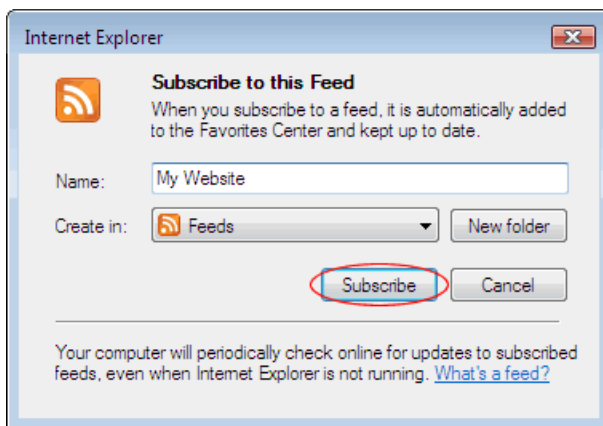 Internet Explorer
Subscribe to this Feed
When you subscribe to a feed, it is automatically added
to the Favorites Center and kept up to date.
Name: My Website
Create in: Feeds New folder
Subscribe Cancel
Your computer will periodically check online for updates to subscribed
feeds, even when Internet Explorer is not running. What's a feed?